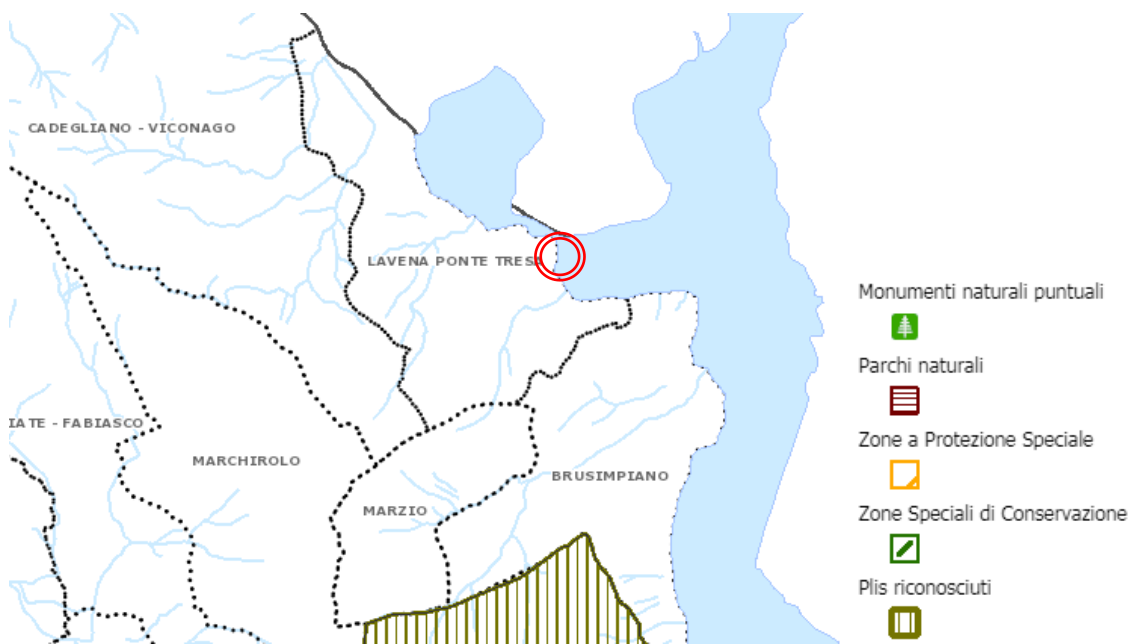 CADEGLIANO - VICONAGO
LAVENA PONTE TRESA
IATE - FABIASCO
MARCHIROLO
BRUSIMPIANO
MARZIO
Monumenti naturali puntuali
Parchi naturali
Zone a Protezione Speciale
Zone Speciali di Conservazione
Plis riconosciuti